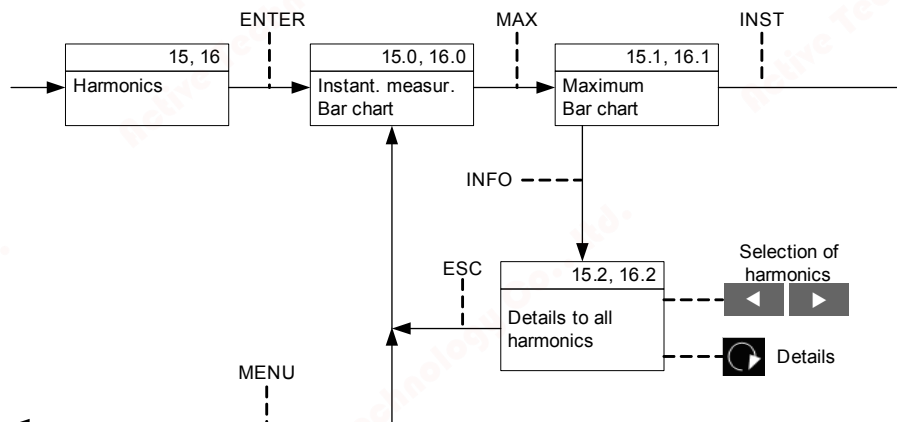 ENTER
MAX
INST
15, 16
Harmonics
15.0, 16.0
Instant. measur.
Bar chart
15.1, 16.1
Maximum
Bar chart
INFO
ESC
15.2, 16.2
Details to all
harmonics
Selection of
harmonics
Details
MENU